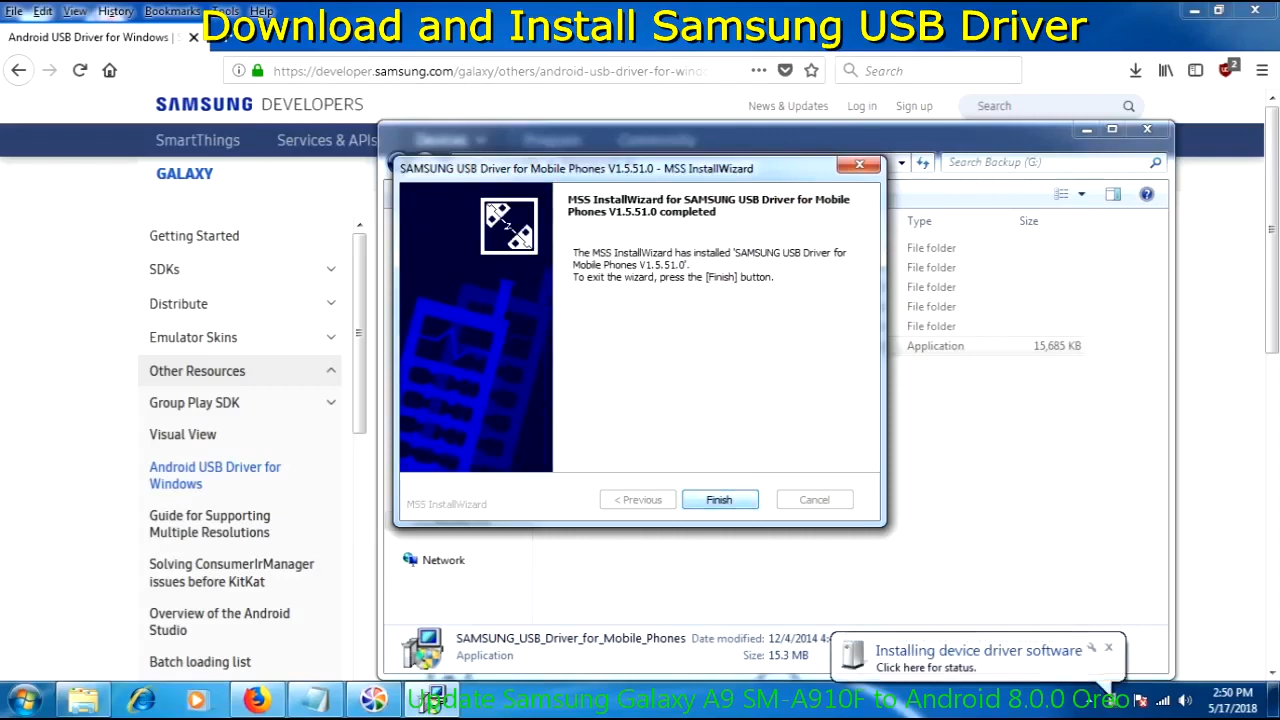 File Edit View History Bookmarks Tools Help
Download and Install Samsung USB Driver
Android USB Driver for Windows |
https://developer.samsung.com/galaxy/others/android-usb-driver-for-windo
Search
2
SAMSUNG DEVELOPERS
News & Updates Log in Sign up Search
SmartThings Services & APIs
GALAXY
Getting Started
SDKs
Distribute
Emulator Skins
Other Resources
Group Play SDK
Visual View
Android USB Driver for
Windows
Guide for Supporting
Multiple Resolutions
Solving ConsumerIrManager
issues before KitKat
Overview of the Android
Studio
Batch loading list
Search Backup (G:)
Type Size
File folder
File folder
File folder
File folder
File folder
Application 15,685 KB
SAMSUNG USB Driver for Mobile Phones V1.5.51.0 - MSS InstallWizard
MSS InstallWizard for SAMSUNG USB Driver for Mobile
Phones V1.5.51.0 completed
The MSS InstallWizard has installed 'SAMSUNG USB Driver for
Mobile Phones V1.5.51.0'.
To exit the wizard, press the [Finish] button.
MSS InstallWizard
< Previous Finish Cancel
Network
SAMSUNG_USB_Driver_for_Mobile_Phones Date modified: 12/4/2014 4:
Application Size: 15.3 MB
Installing device driver software
Click here for status.
Update Samsung Galaxy A9 SM-A910F to Android 8.0.0 Oreo
2:50 PM
5/17/2018